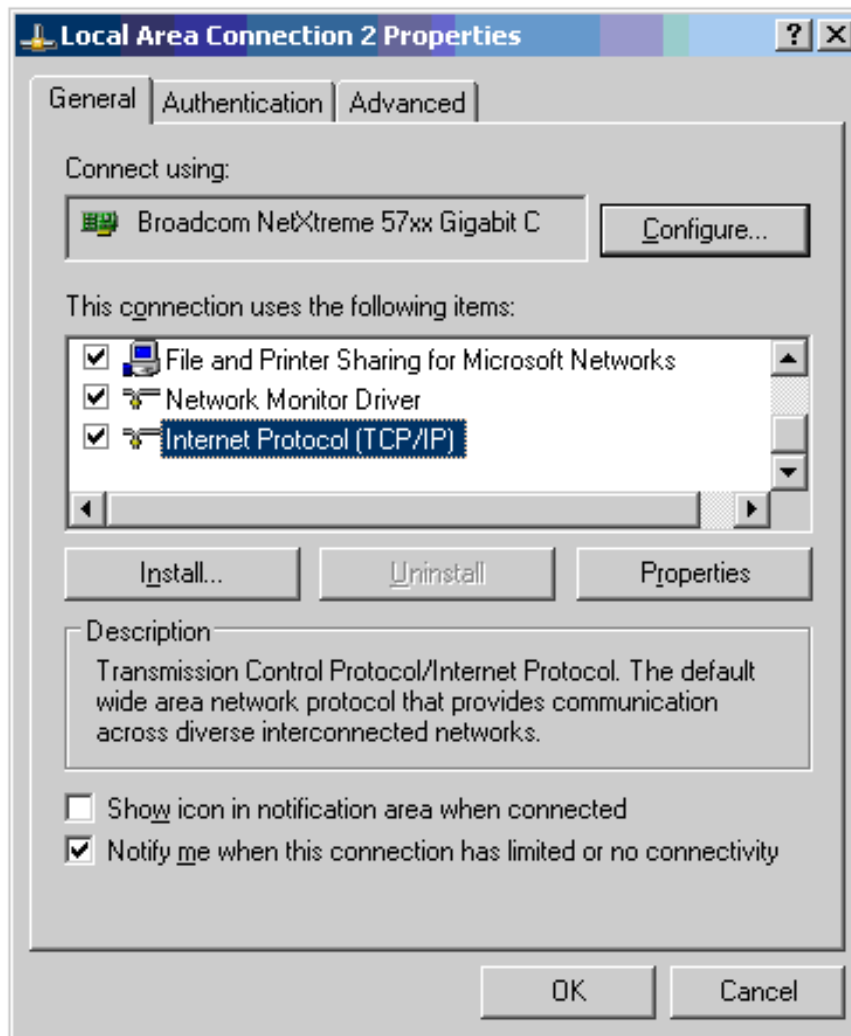 Local Area Connection 2 Properties
General
Authentication
Advanced
Connect using:
Broadcom NetXtreme 57xx Gigabit C
Configure...
This connection uses the following items:
File and Printer Sharing for Microsoft Networks
Network Monitor Driver
Internet Protocol (TCP/IP)
Install...
Uninstall
Properties
Description
Transmission Control Protocol/Internet Protocol. The default
wide area network protocol that provides communication
across diverse interconnected networks.
Show icon in notification area when connected
Notify me when this connection has limited or no connectivity
OK
Cancel